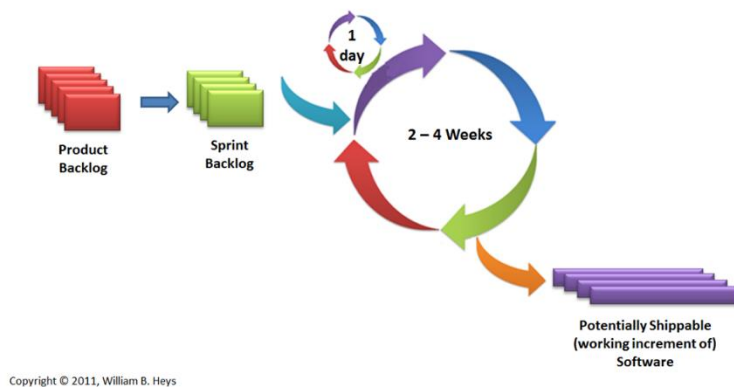 1
day
2 – 4 Weeks
Product
Backlog
Sprint
Backlog
Potentially Shippable
(working increment of)
Software
Copyright © 2011, William B. Heys